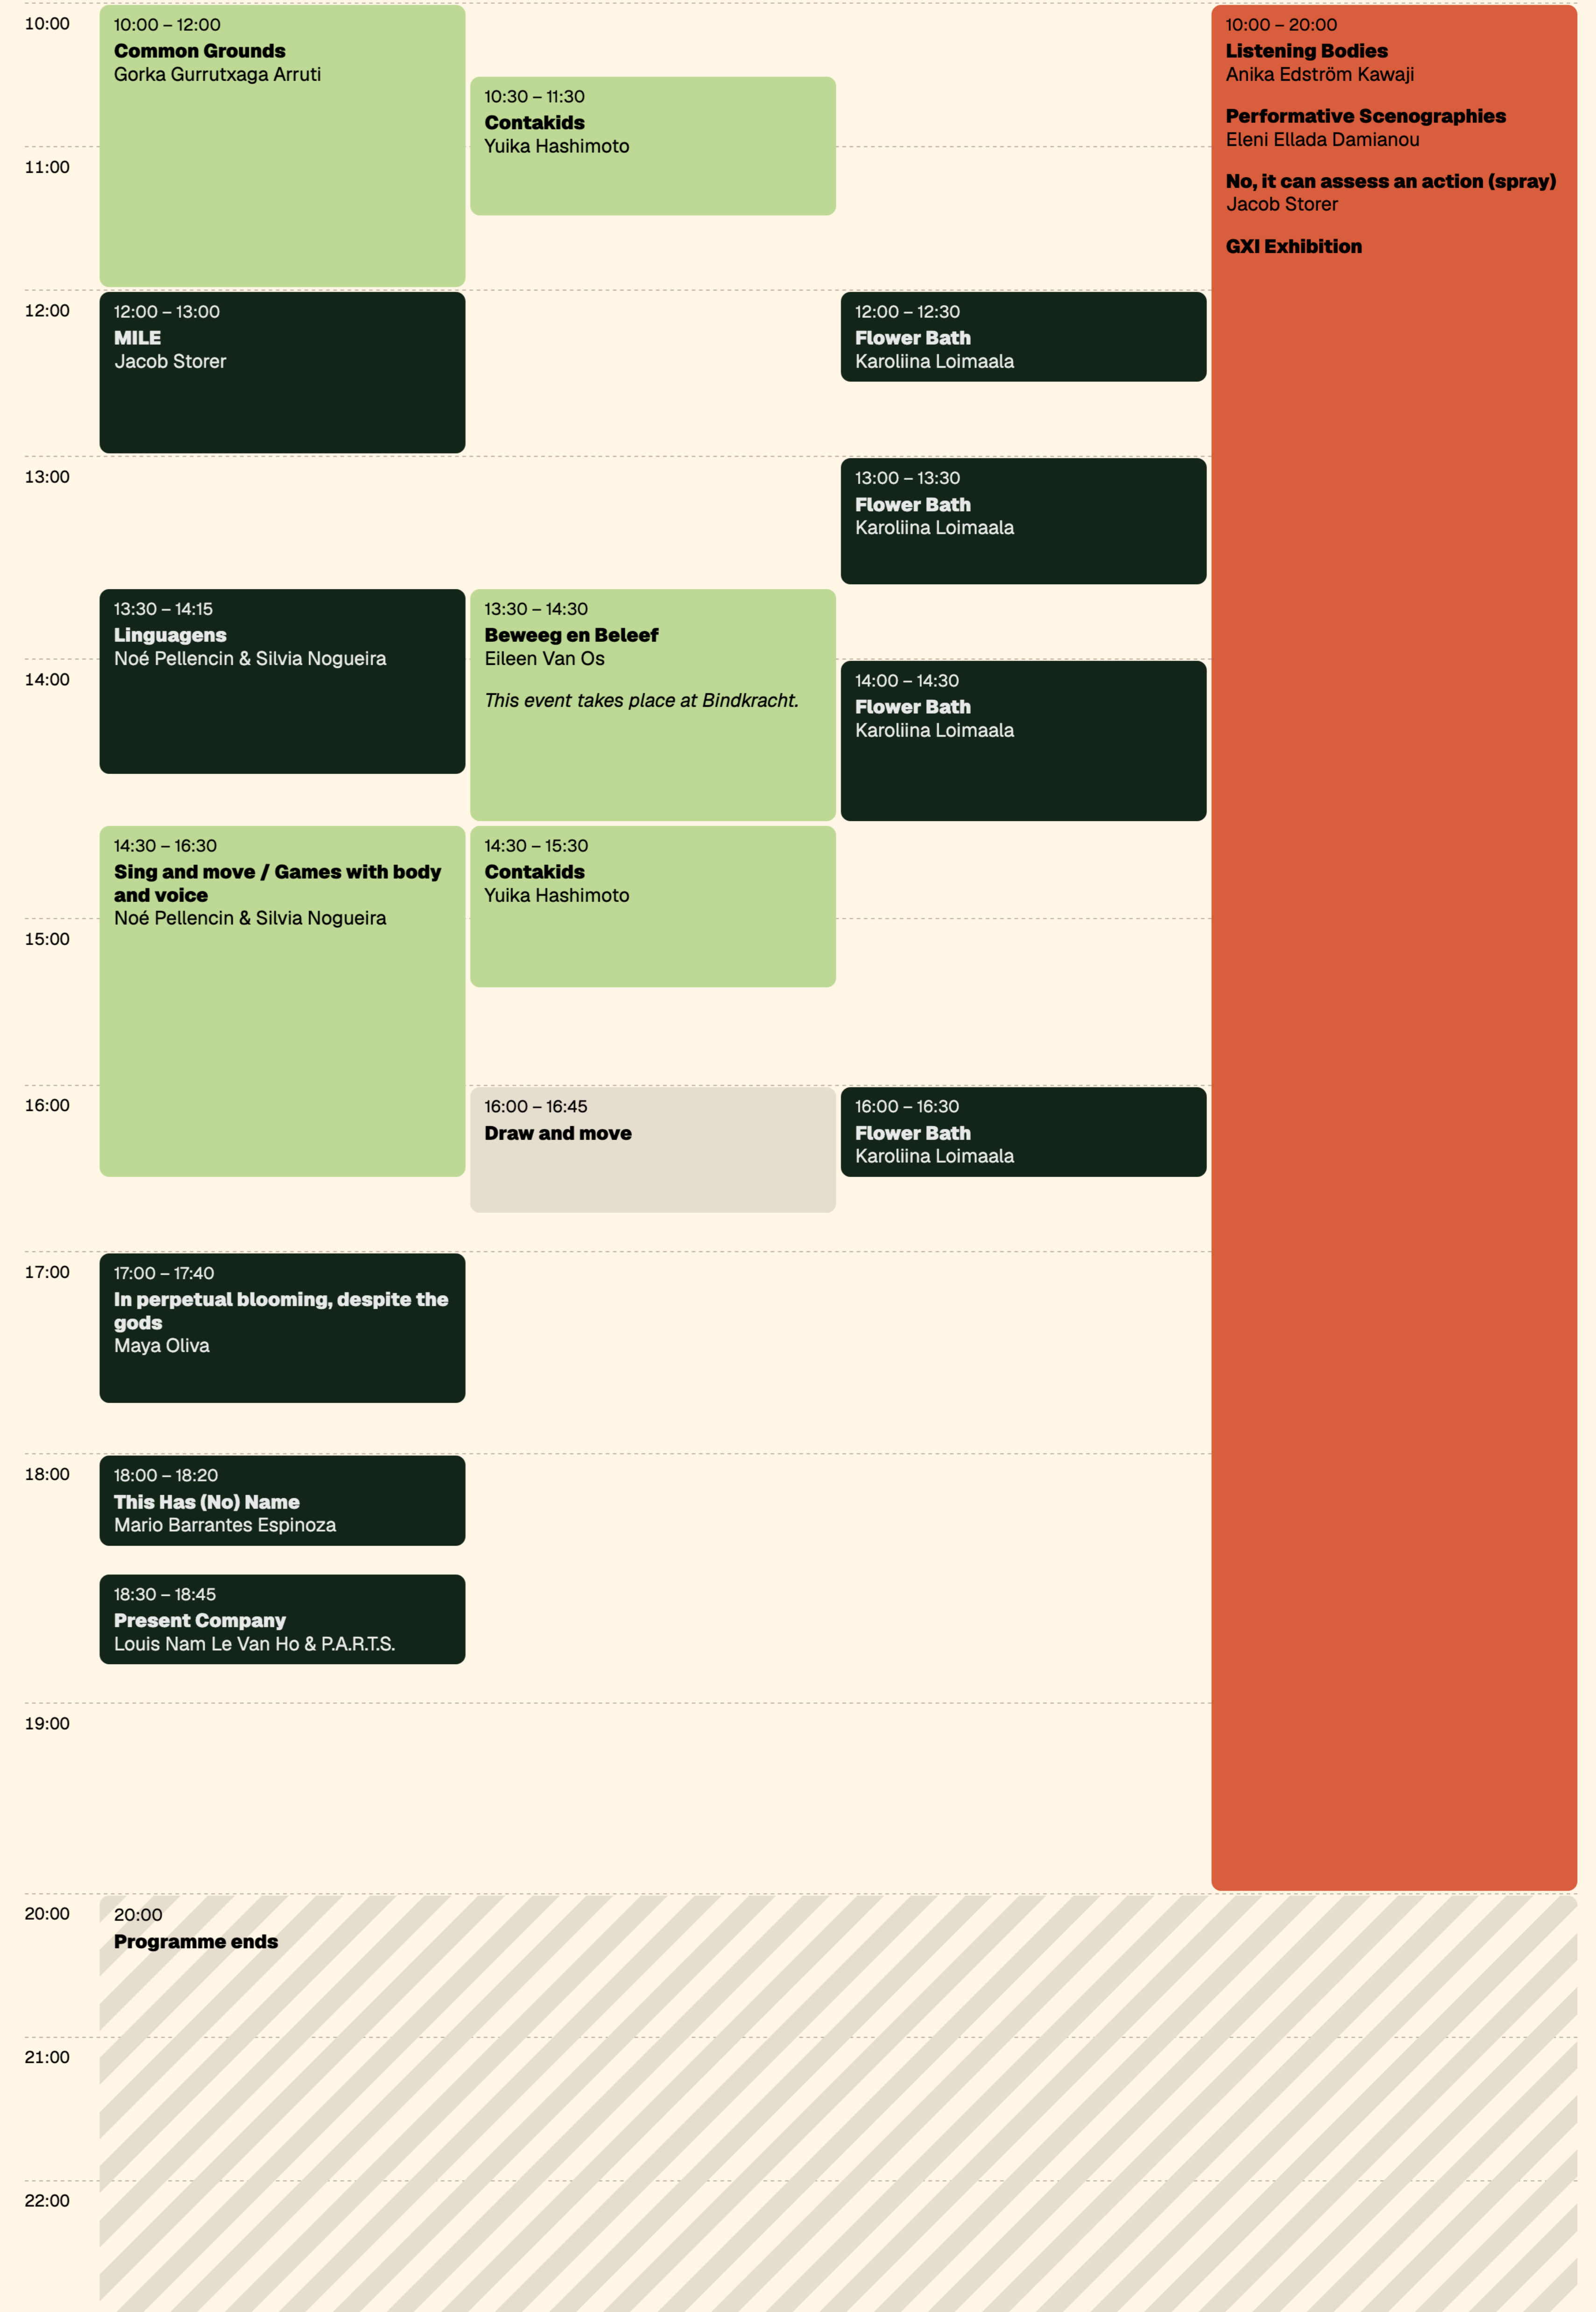 10:00
10:00 – 12:00
Common Grounds
Gorka Gurrutxaga Arruti
10:30 – 11:30
Contakids
Yuika Hashimoto
10:00 – 20:00
Listening Bodies
Anika Edström Kawaji
Performative Scenographies
Eleni Ellada Damianou
No, it can assess an action (spray)
Jacob Storer
GXI Exhibition
11:00
12:00
12:00 – 13:00
MILE
Jacob Storer
12:00 – 12:30
Flower Bath
Karoliina Loimaala
13:00
13:00 – 13:30
Flower Bath
Karoliina Loimaala
13:30 – 14:15
Linguagens
Noé Pellencin & Silvia Nogueira
13:30 – 14:30
Beweeg en Beleef
Eileen Van Os
This event takes place at Bindkracht.
14:00
14:00 – 14:30
Flower Bath
Karoliina Loimaala
14:30 – 16:30
Sing and move / Games with body
and voice
Noé Pellencin & Silvia Nogueira
14:30 – 15:30
Contakids
Yuika Hashimoto
15:00
16:00
16:00 – 16:45
Draw and move
16:00 – 16:30
Flower Bath
Karoliina Loimaala
17:00
17:00 – 17:40
In perpetual blooming, despite the
gods
Maya Oliva
18:00
18:00 – 18:20
This Has (No) Name
Mario Barrantes Espinoza
18:30 – 18:45
Present Company
Louis Nam Le Van Ho & P.A.R.T.S.
19:00
20:00
20:00
Programme ends
21:00
22:00